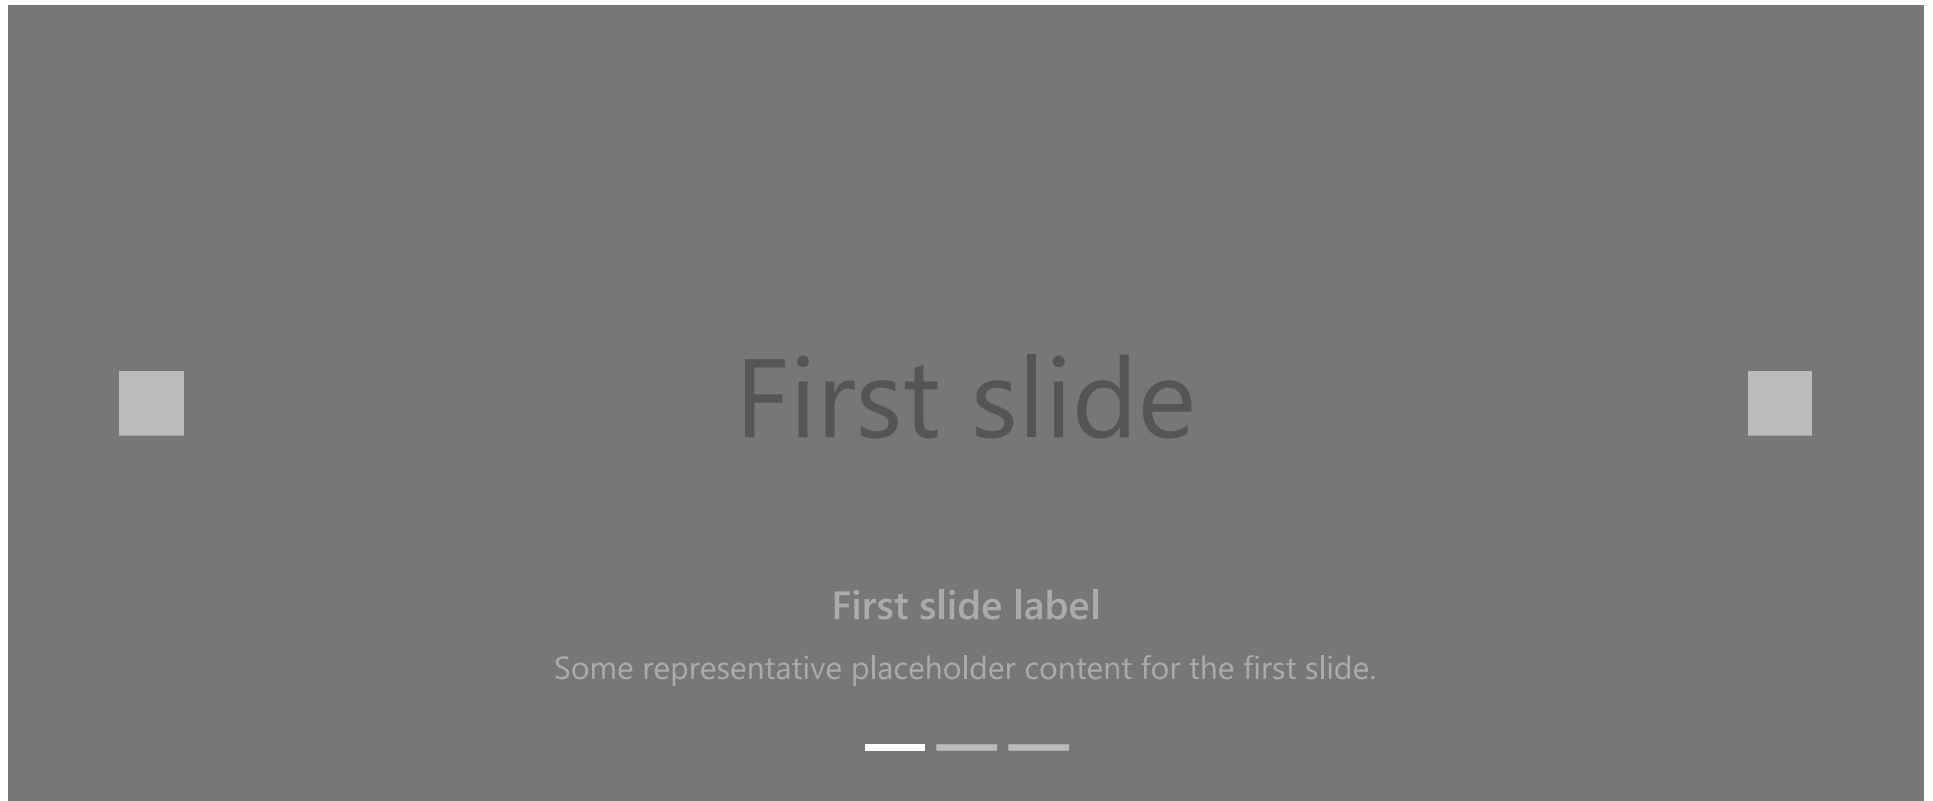 First slide
First slide label
Some representative placeholder content for the first slide.